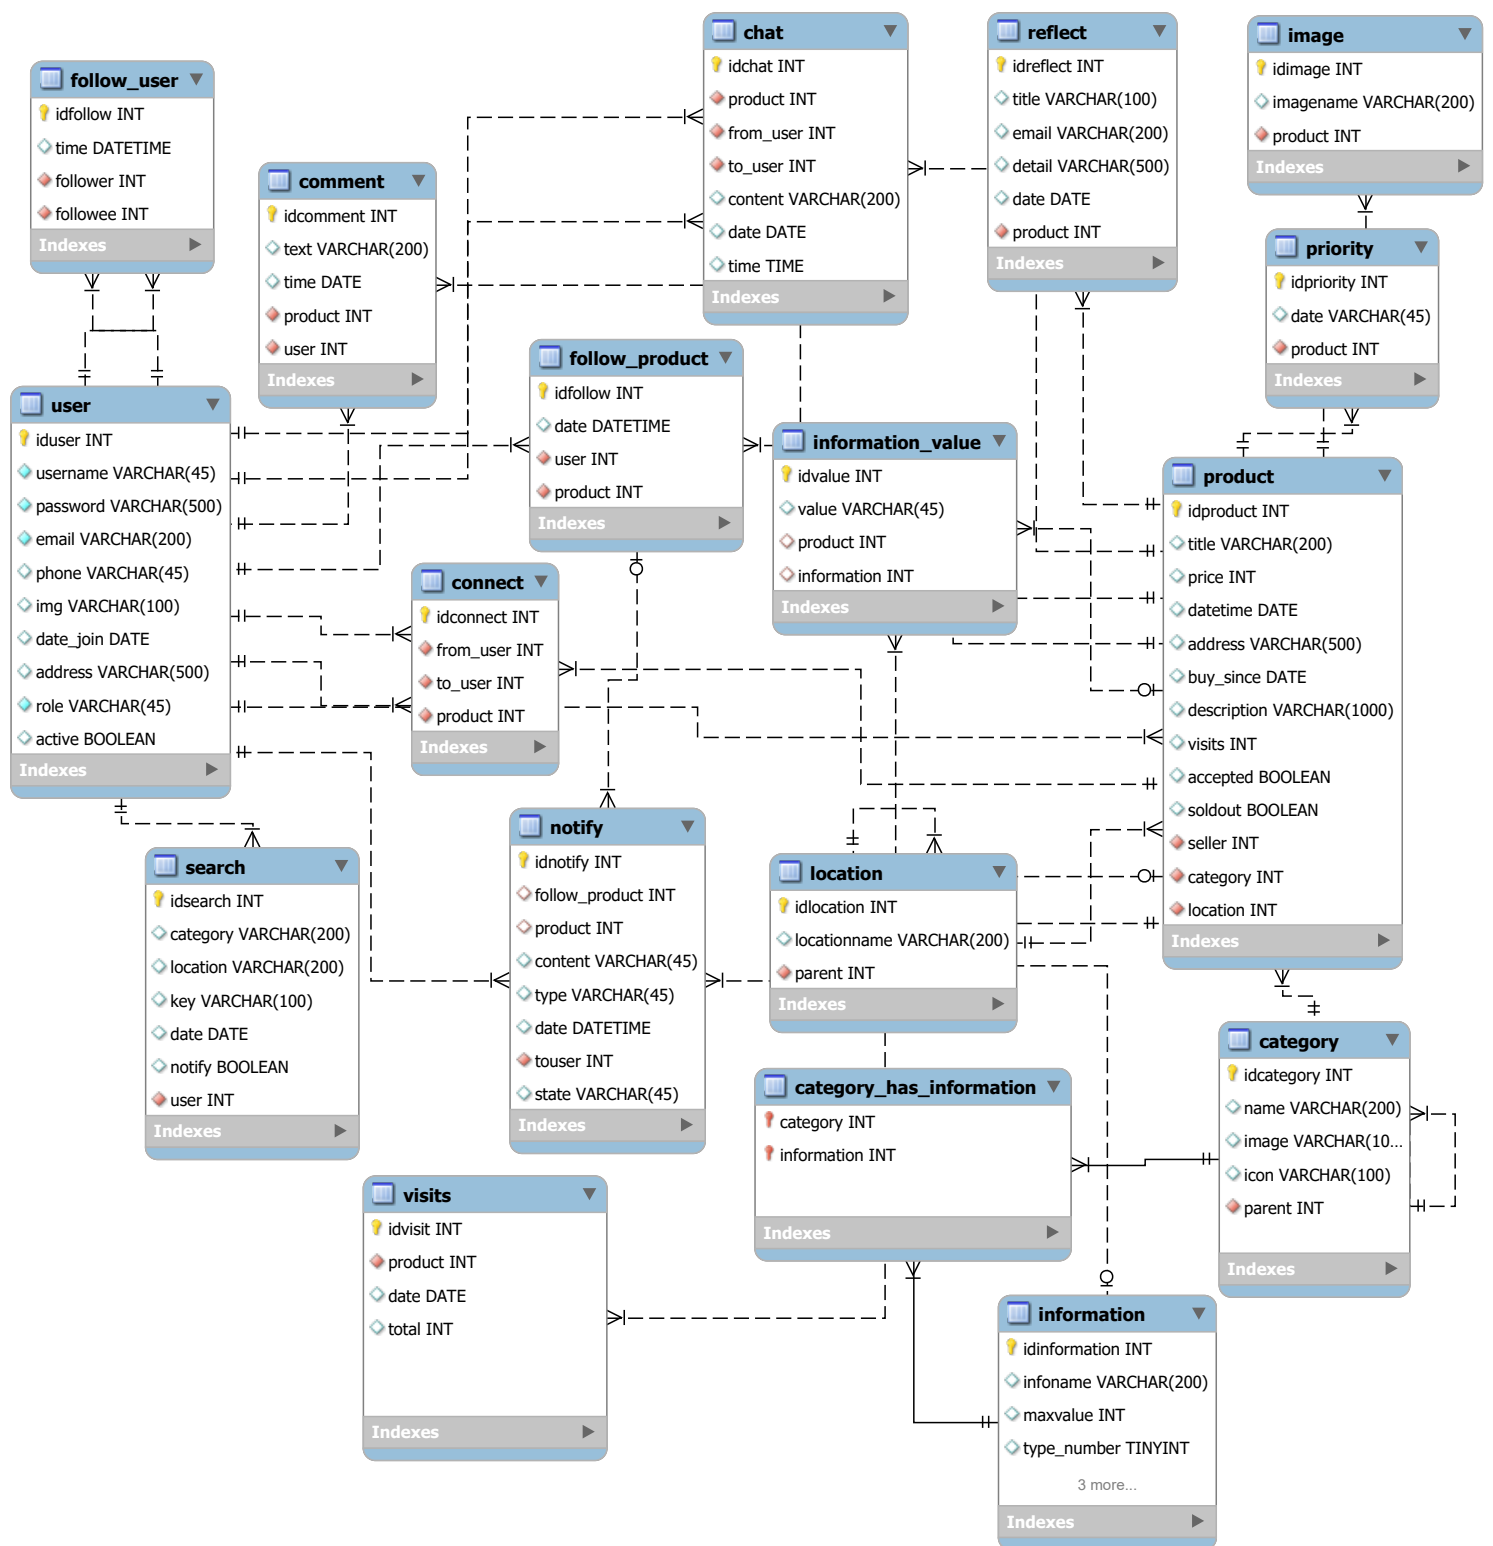 follow_user
idfollow INT
time DATETIME
follower INT
followee INT
Indexes
comment
idcomment INT
text VARCHAR(200)
time DATE
product INT
user INT
Indexes
chat
idchat INT
product INT
from_user INT
to_user INT
content VARCHAR(200)
date DATE
time TIME
Indexes
reflect
idreflect INT
title VARCHAR(100)
email VARCHAR(200)
detail VARCHAR(500)
date DATE
product INT
Indexes
image
idimage INT
imagename VARCHAR(200)
product INT
Indexes
priority
idpriority INT
date VARCHAR(45)
product INT
Indexes
user
iduser INT
username VARCHAR(45)
password VARCHAR(500)
email VARCHAR(200)
phone VARCHAR(45)
img VARCHAR(100)
date_join DATE
address VARCHAR(500)
role VARCHAR(45)
active BOOLEAN
Indexes
follow_product
idfollow INT
date DATETIME
user INT
product INT
Indexes
information_value
idvalue INT
value VARCHAR(45)
product INT
information INT
Indexes
product
idproduct INT
title VARCHAR(200)
price INT
datetime DATE
address VARCHAR(500)
buy_since DATE
description VARCHAR(1000)
visits INT
accepted BOOLEAN
soldout BOOLEAN
seller INT
category INT
location INT
Indexes
connect
idconnect INT
from_user INT
to_user INT
product INT
Indexes
search
idsearch INT
category VARCHAR(200)
location VARCHAR(200)
key VARCHAR(100)
date DATE
notify BOOLEAN
user INT
Indexes
notify
idnotify INT
follow_product INT
product INT
content VARCHAR(45)
type VARCHAR(45)
date DATETIME
touser INT
state VARCHAR(45)
Indexes
location
idlocation INT
locationname VARCHAR(200)
parent INT
Indexes
category_has_information
category INT
information INT
Indexes
category
idcategory INT
name VARCHAR(200)
image VARCHAR(10...
icon VARCHAR(100)
parent INT
Indexes
visits
idvisit INT
product INT
date DATE
total INT
Indexes
information
idinformation INT
infoname VARCHAR(200)
maxvalue INT
type_number TINYINT
3 more...
Indexes